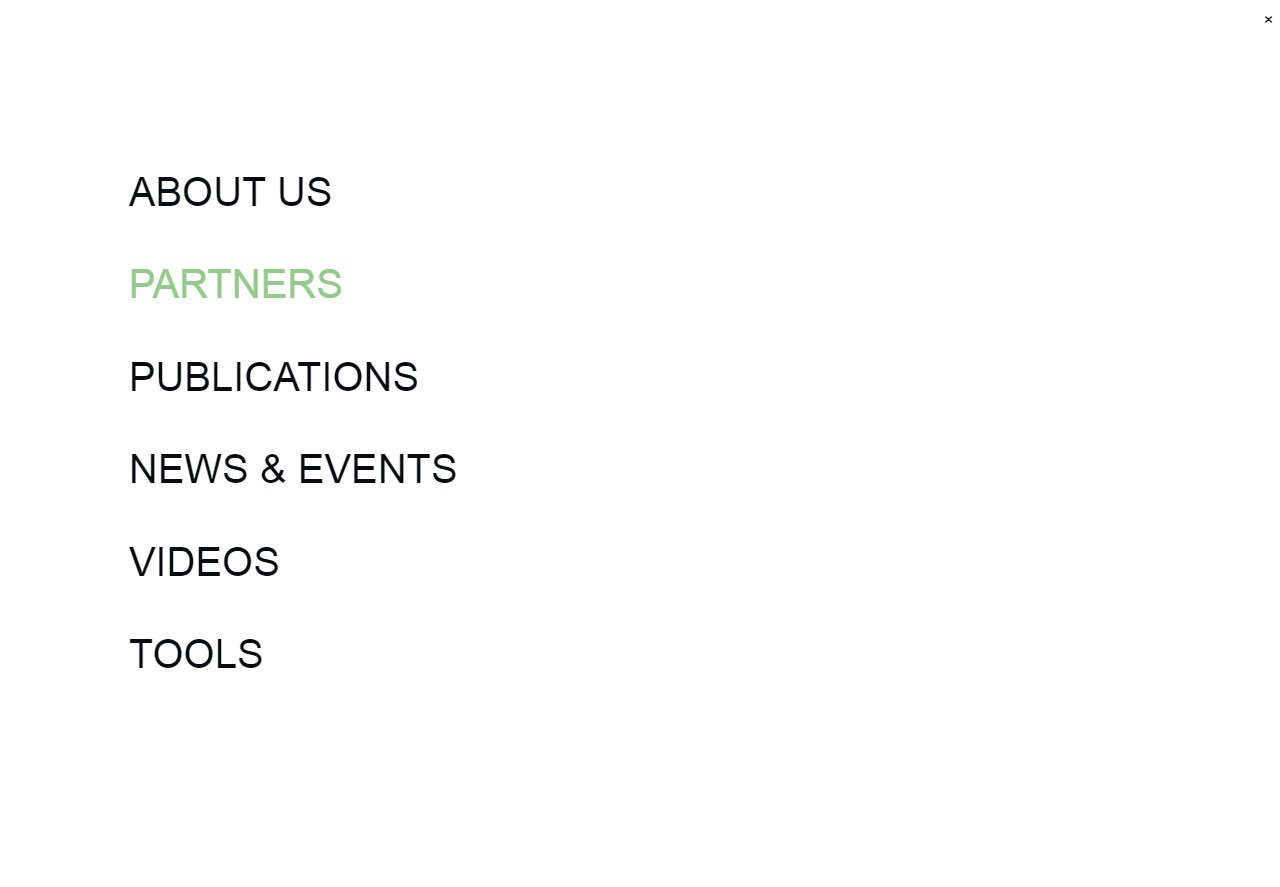 ×
ABOUT US
PARTNERS
PUBLICATIONS
NEWS & EVENTS
VIDEOS
TOOLS